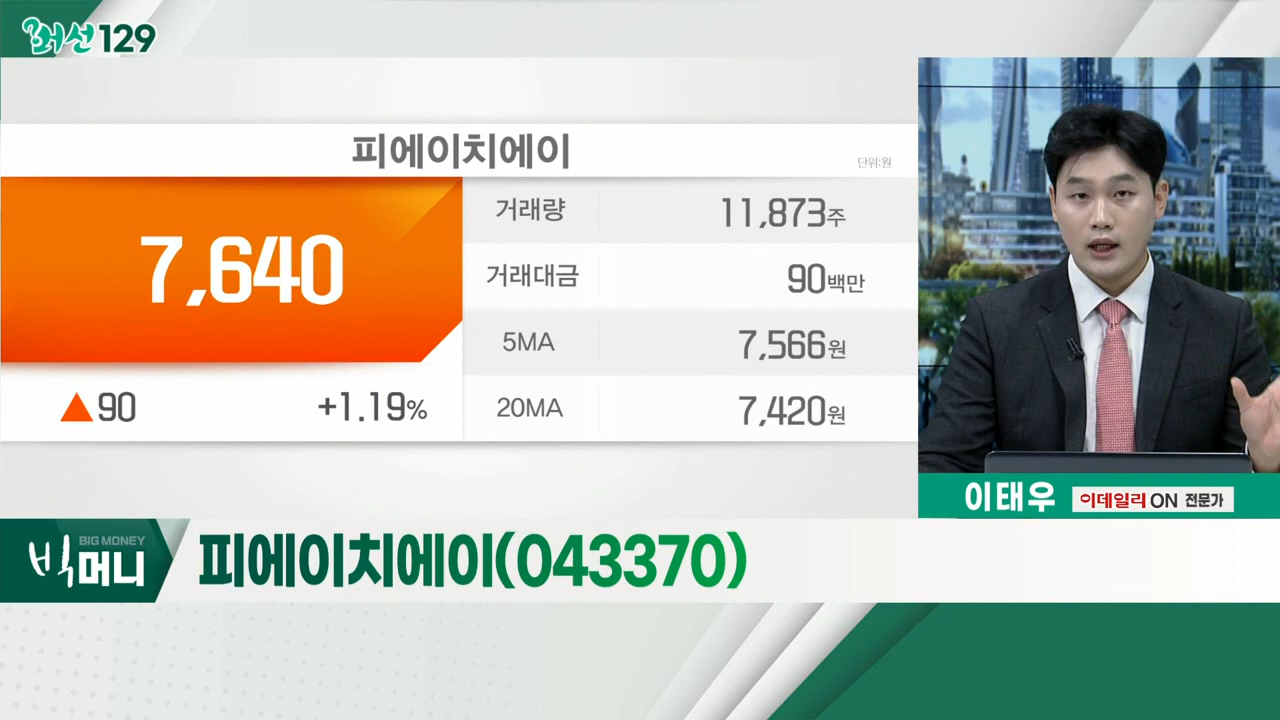 머선129
피에이치에이
단위:원
7,640
▲90 +1.19%
거래량 11,873주
거래대금 90백만
5MA 7,566원
20MA 7,420원
이태우 이데일리ON 전문가
BIG MONEY
빅머니
피에이치에이(043370)